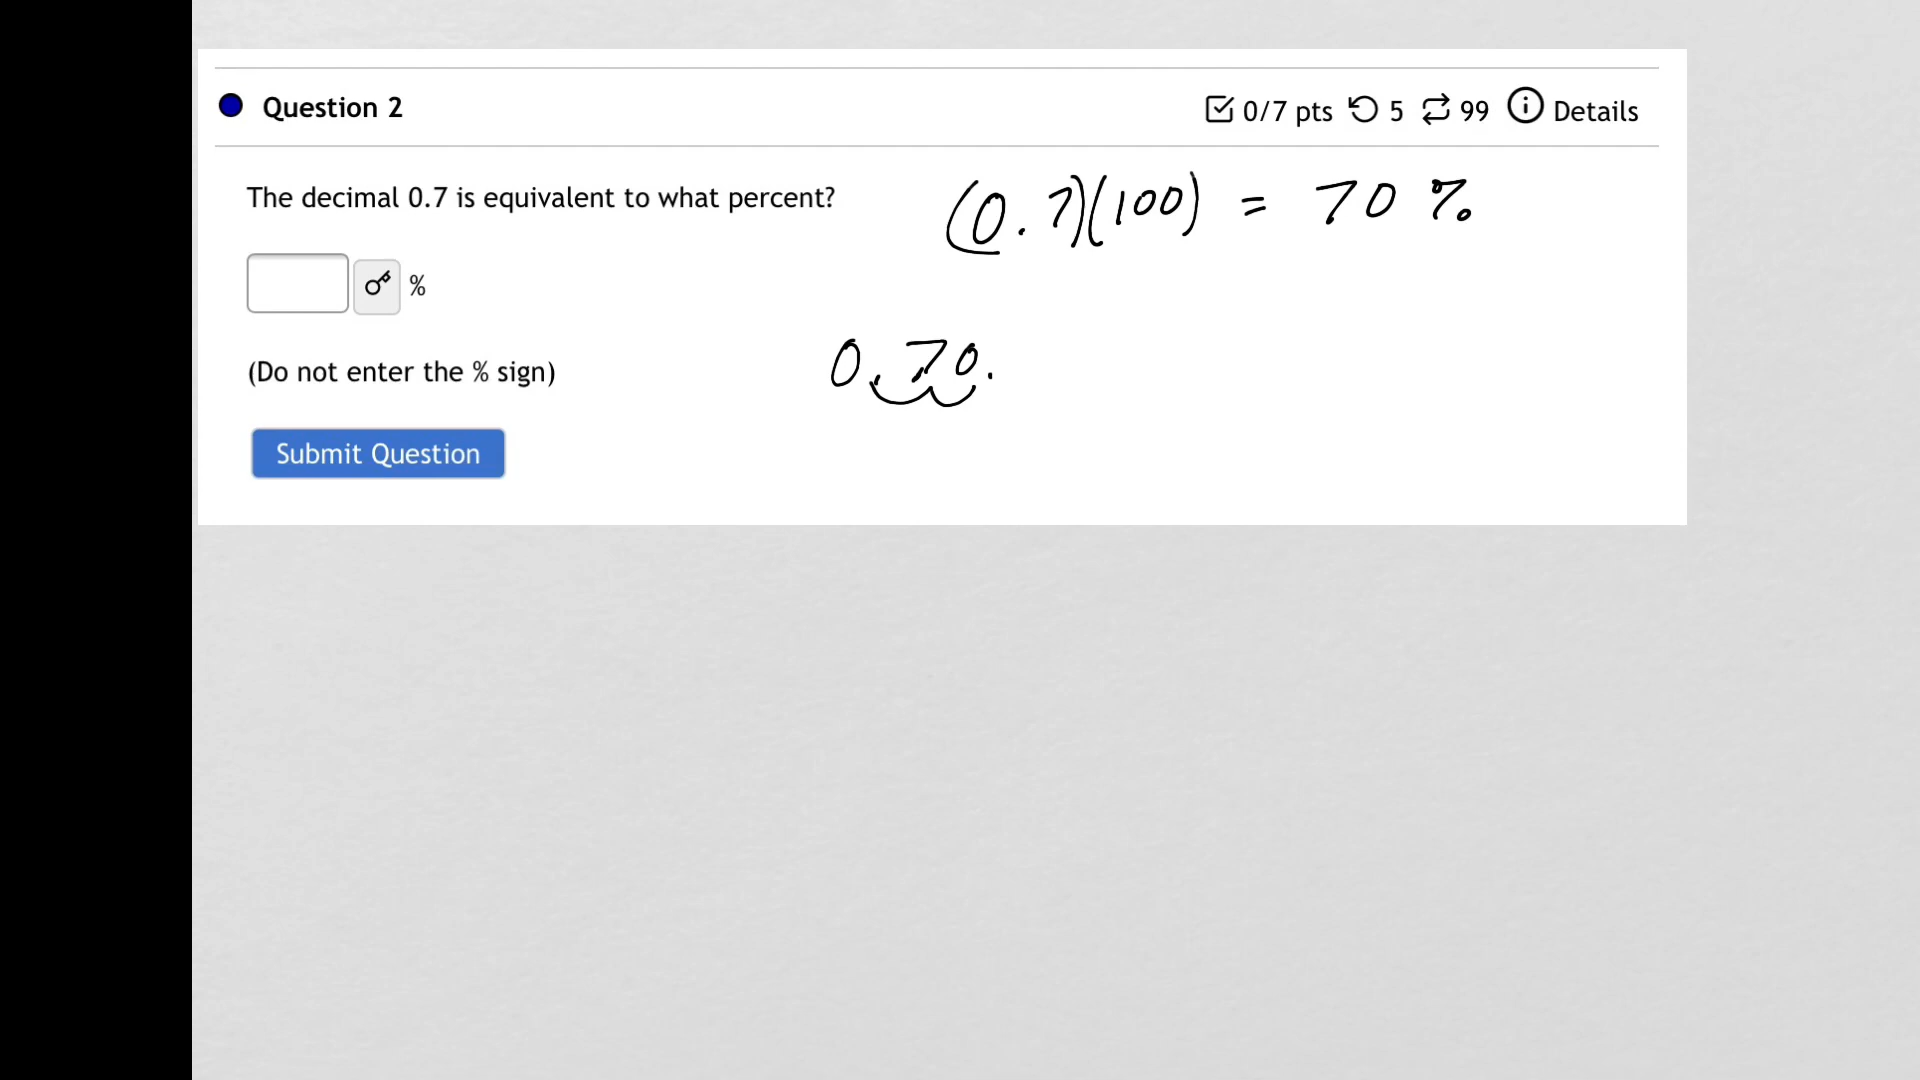 Question 2
0/7 pts 5 99 Details
The decimal 0.7 is equivalent to what percent?
(0.7)(100) = 70 %
%
0.70.
(Do not enter the % sign)
Submit Question